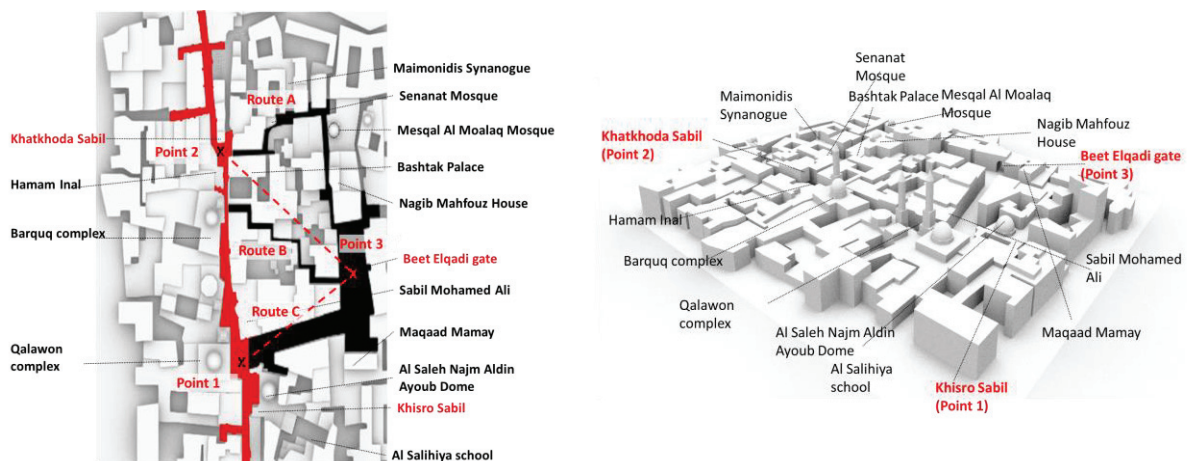 Maimonidis Synanogue
Route A
Senanat Mosque
Khatkhoda Sabil
Mesqal Al Moalaq Mosque
Point 2
Hamam Inal
Bashtak Palace
Nagib Mahfouz House
Barquq complex
Route B
Point 3
Beet Elqadi gate
Sabil Mohamed Ali
Route C
Maqaad Mamay
Qalawon
complex
Al Saleh Najm Aldin
Ayoub Dome
Point 1
Khisro Sabil
Al Salihiya school
Senanat
Mosque
Bashtak Palace
Mesqal Al Moalaq
Mosque
Maimonidis
Synanogue
Nagib Mahfouz
House
Khatkhoda Sabil
(Point 2)
Beet Elqadi gate
(Point 3)
Hamam Inal
Barquq complex
Sabil Mohamed
Ali
Qalawon
complex
Al Saleh Najm Aldin
Ayoub Dome
Al Salihiya
school
Maqaad Mamay
Khisro Sabil
(Point 1)